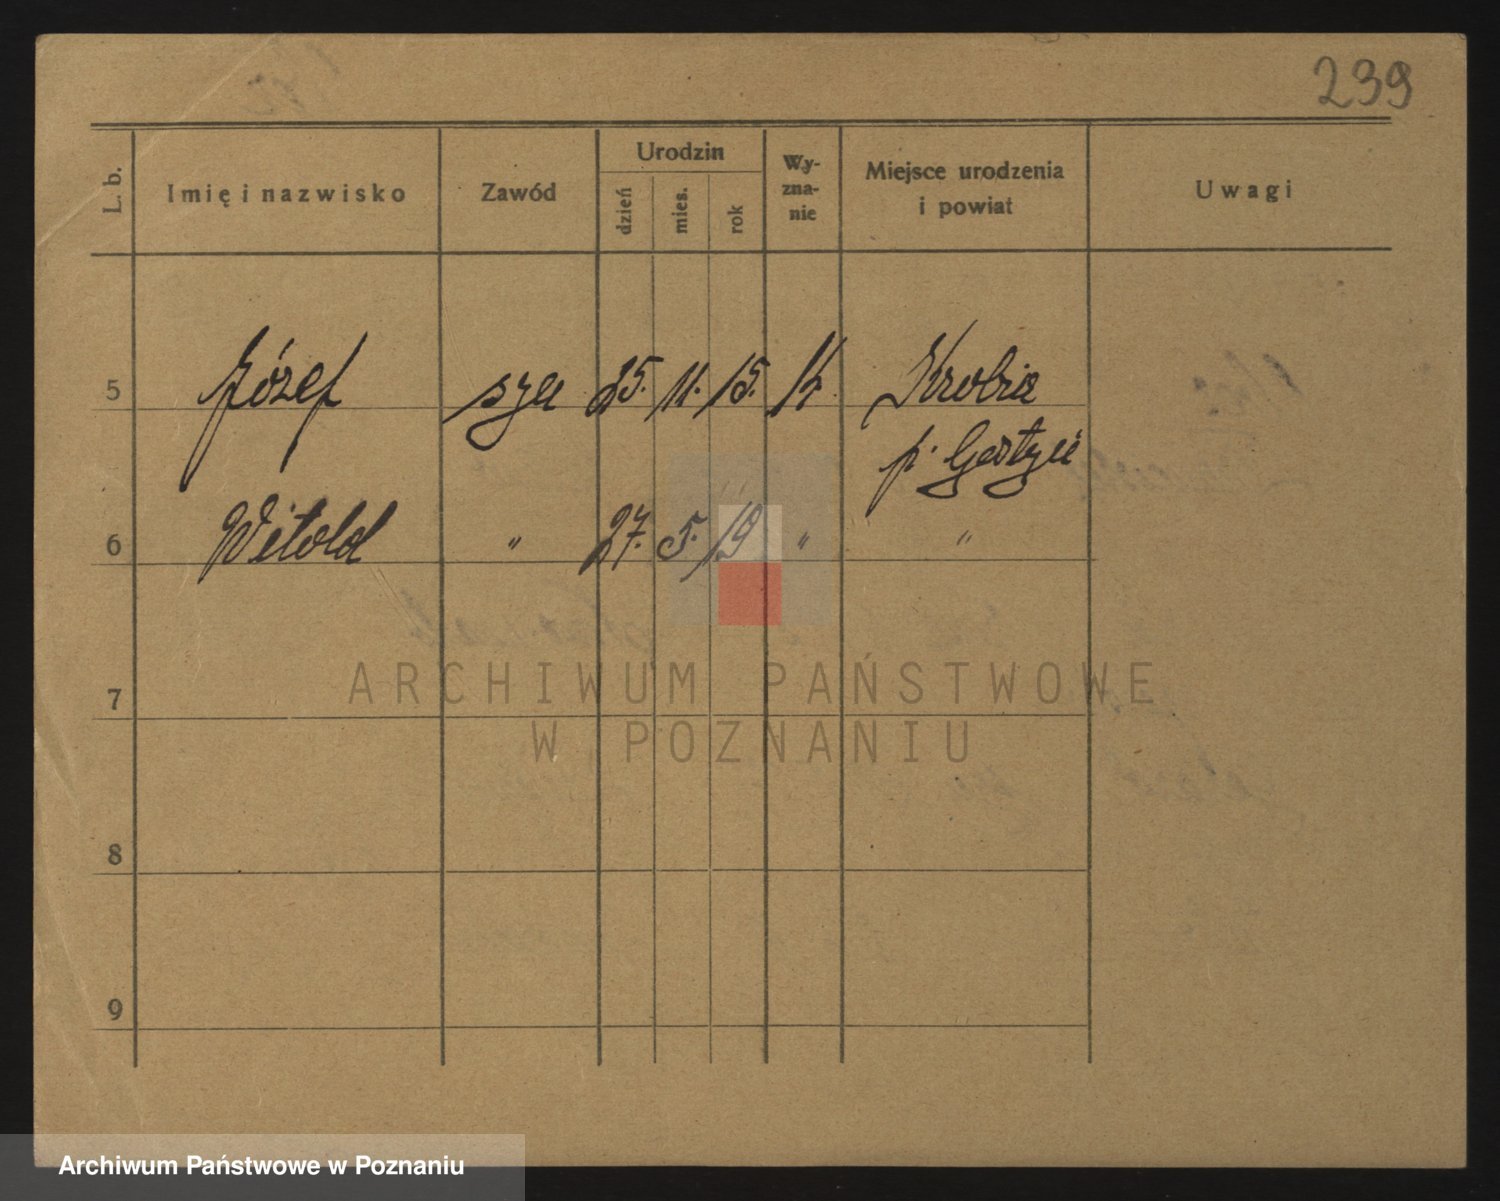 239
L. b.
Imię i nazwisko
Zawód
Urodzin
dzień
mies.
rok
Wy-
zna-
nie
Miejsce urodzenia
i powiat
Uwagi
5 Józef syn 25. 11. 15. k Krobia
p. Gostyń
6 Witold " 27. 5. 19 " "
7
8
9
ARCHIWUM PAŃSTWOWE
W POZNANIU
Archiwum Państwowe w Poznaniu